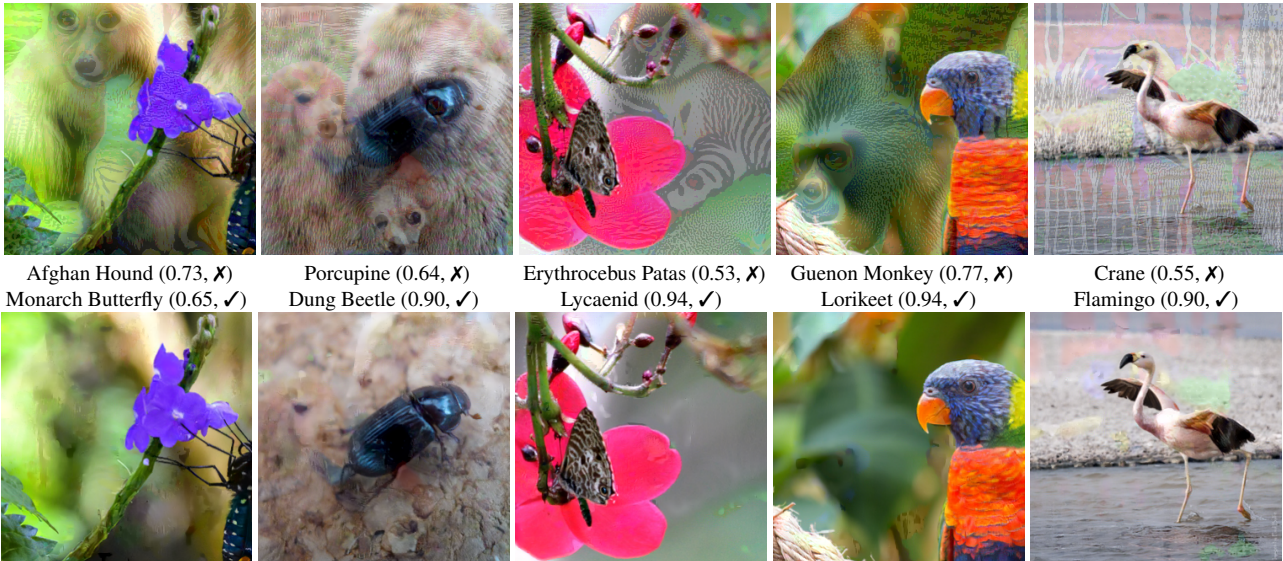 Afghan Hound (0.73, ✗) Porcupine (0.64, ✗) Erythrocebus Patas (0.53, ✗) Guenon Monkey (0.77, ✗) Crane (0.55, ✗)
Monarch Butterfly (0.65, ✓) Dung Beetle (0.90, ✓) Lycaenid (0.94, ✓) Lorikeet (0.94, ✓) Flamingo (0.90, ✓)